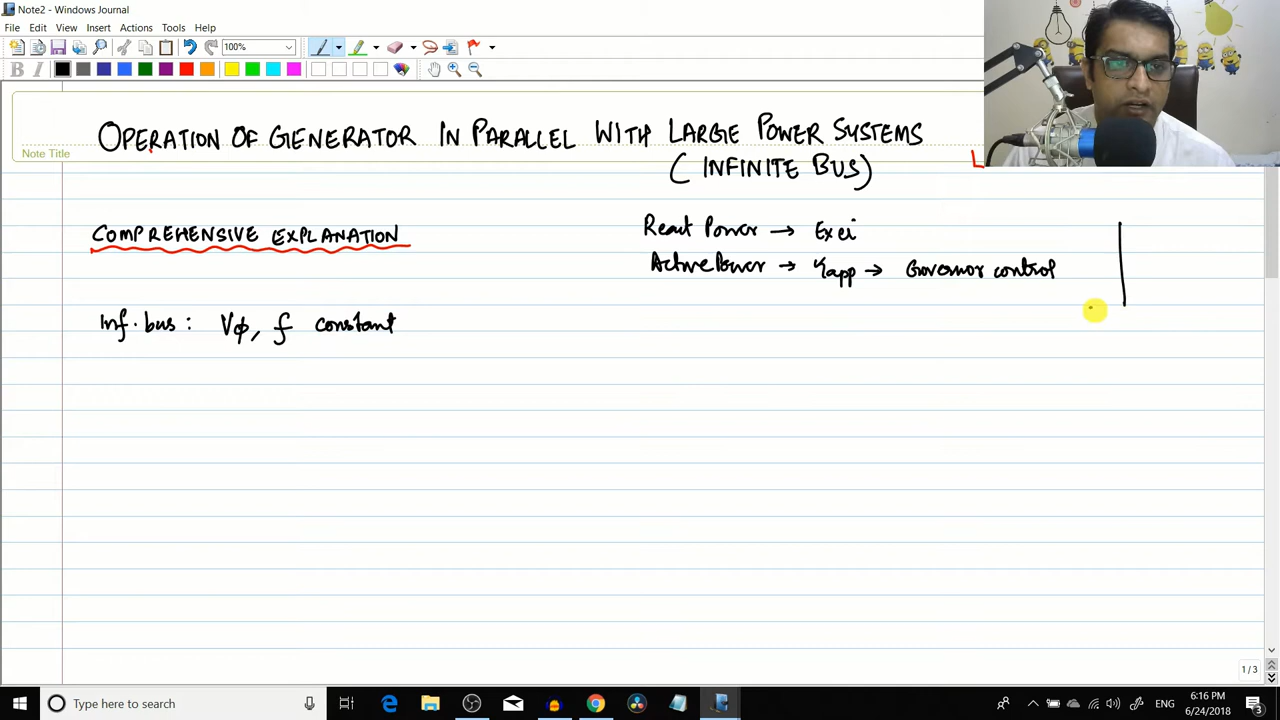 Note2 - Windows Journal
File Edit View Insert Actions Tools Help
100%
B I
OPERATION OF GENERATOR IN PARALLEL WITH LARGE POWER SYSTEMS
Note Title
( INFINITE BUS)
COMPREHENSIVE EXPLANATION
React Power → Exci
Active Power → τapp → Governor control
Inf. bus : Vϕ, f constant
1/3
Type here to search
ENG
6:16 PM
6/24/2018
3